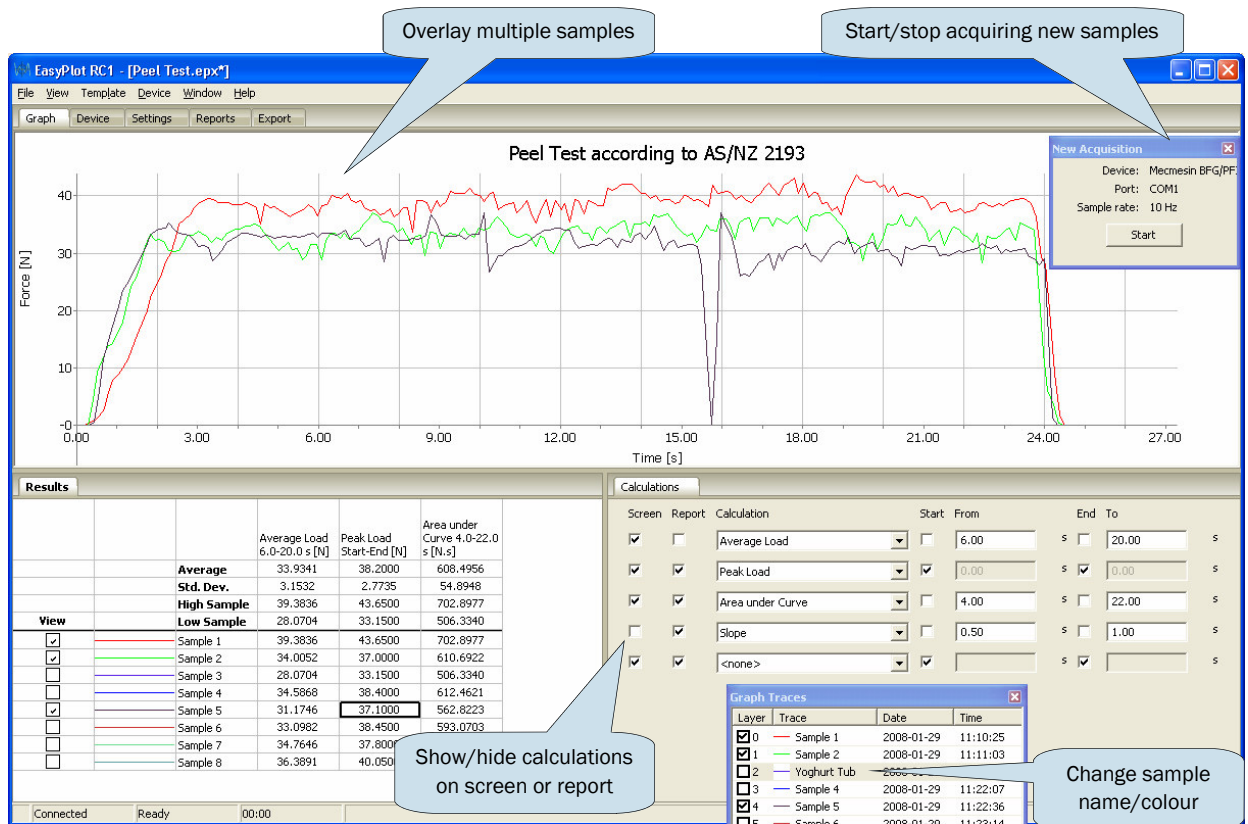 Overlay multiple samples
Start/stop acquiring new samples
EasyPlot RC1 - [Peel Test.epx*]
File View Template Device Window Help
Graph Device Settings Reports Export
Peel Test according to AS/NZ 2193
New Acquisition
Device: Mecmesin BFG/PF
Port: COM1
Sample rate: 10 Hz
Start
Force [N]
40
30
20
10
-0
0.00 3.00 6.00 9.00 12.00 15.00 18.00 21.00 24.00 27.00
Time [s]
Results
Average Load 6.0-20.0 s [N]
Peak Load Start-End [N]
Area under Curve 4.0-22.0 s [N.s]
Average 33.9341 38.2000 608.4956
Std. Dev. 3.1532 2.7735 54.8948
High Sample 39.3836 43.6500 702.8977
View Low Sample 28.0704 33.1500 506.3340
Sample 1 39.3836 43.6500 702.8977
Sample 2 34.0052 37.0000 610.6922
Sample 3 28.0704 33.1500 506.3340
Sample 4 34.5868 38.4000 612.4621
Sample 5 31.1746 37.1000 562.8223
Sample 6 33.0982 38.4500 593.0703
Sample 7 34.7646 37.800
Sample 8 36.3891 40.050
Show/hide calculations
on screen or report
Calculations
Screen Report Calculation Start From End To
Average Load 6.00 s 20.00 s
Peak Load 0.00 s 0.00 s
Area under Curve 4.00 s 22.00 s
Slope 0.50 s 1.00 s
<none> s s
Graph Traces
Layer Trace Date Time
0 Sample 1 2008-01-29 11:10:25
1 Sample 2 2008-01-29 11:11:03
2 Yoghurt Tub
3 Sample 4 2008-01-29 11:22:07
4 Sample 5 2008-01-29 11:22:36
5 Sample 6 2008-01-29 11:23:14
Change sample
name/colour
Connected Ready 00:00